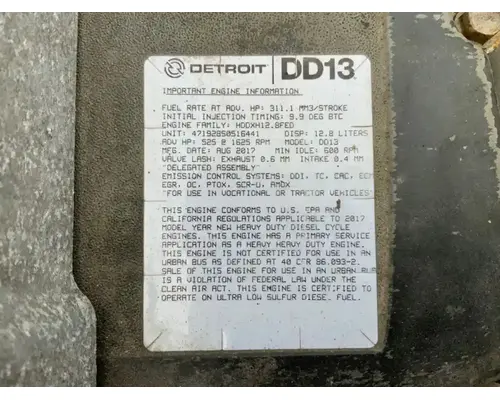 DETROIT DD13
IMPORTANT ENGINE INFORMATION
FUEL RATE AT ADV. HP: 311.1 MM3/STROKE
INITIAL INJECTION TIMING: 9.9 DEG BTC
ENGINE FAMILY: HDDXH12.8FED
UNIT: 471928S0516441 DISP: 12.8 LITERS
ADV HP: 525 @ 1625 RPM MODEL: DD13
MFG. DATE: AUG 2017 MIN IDLE: 600 RPM
VALVE LASH: EXHAUST 0.6 MM INTAKE 0.4 MM
"DELEGATED ASSEMBLY"
EMISSION CONTROL SYSTEMS: DDI, TC, CAC, ECM
EGR, OC, PTOX, SCR-U, AMOX
"FOR USE IN VOCATIONAL OR TRACTOR VEHICLES"
THIS ENGINE CONFORMS TO U.S. EPA AND
CALIFORNIA REGULATIONS APPLICABLE TO 2017
MODEL YEAR NEW HEAVY DUTY DIESEL CYCLE
ENGINES. THIS ENGINE HAS A PRIMARY SERVICE
APPLICATION AS A HEAVY HEAVY DUTY ENGINE.
THIS ENGINE IS NOT CERTIFIED FOR USE IN AN
URBAN BUS AS DEFINED AT 40 CFR 86.093-2.
SALE OF THIS ENGINE FOR USE IN AN URBAN BUS
IS A VIOLATION OF FEDERAL LAW UNDER THE
CLEAN AIR ACT. THIS ENGINE IS CERTIFIED TO
OPERATE ON ULTRA LOW SULFUR DIESEL FUEL.